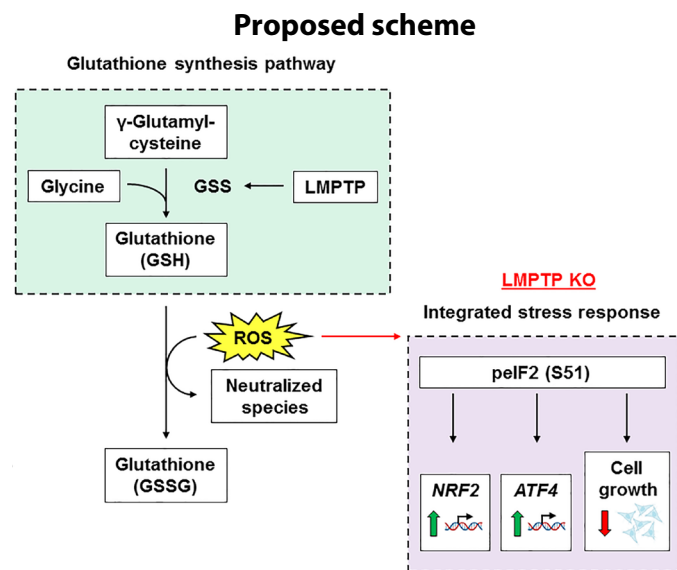 Proposed scheme
Glutathione synthesis pathway
γ-Glutamyl-
cysteine
Glycine
GSS
LMPTP
Glutathione
(GSH)
LMPTP KO
Integrated stress response
ROS
Neutralized
species
Glutathione
(GSSG)
peIF2 (S51)
NRF2
ATF4
Cell
growth